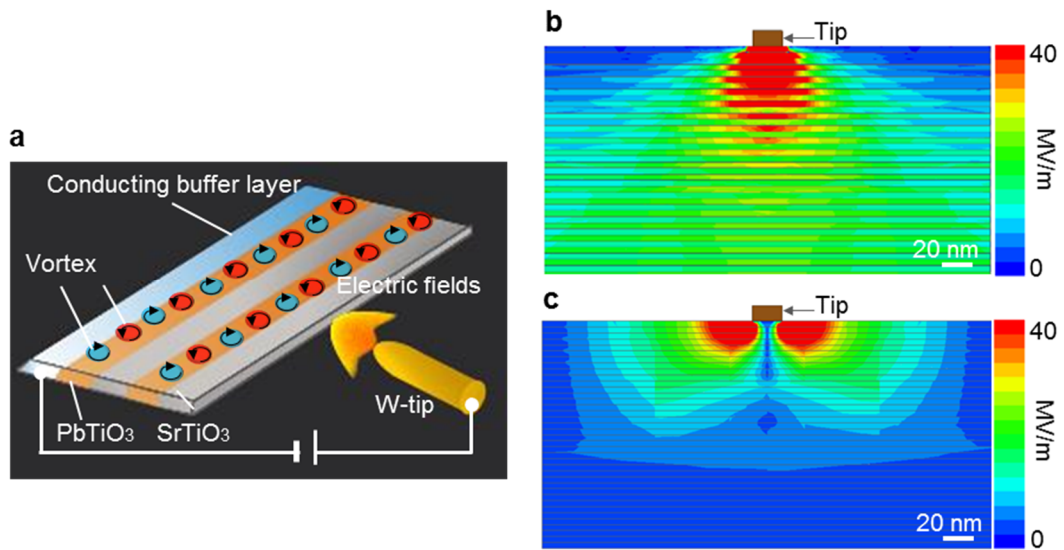 a
Conducting buffer layer
Vortex
Electric fields
W-tip
PbTiO3
SrTiO3
b
Tip
40
MV/m
0
20 nm
c
Tip
40
MV/m
0
20 nm